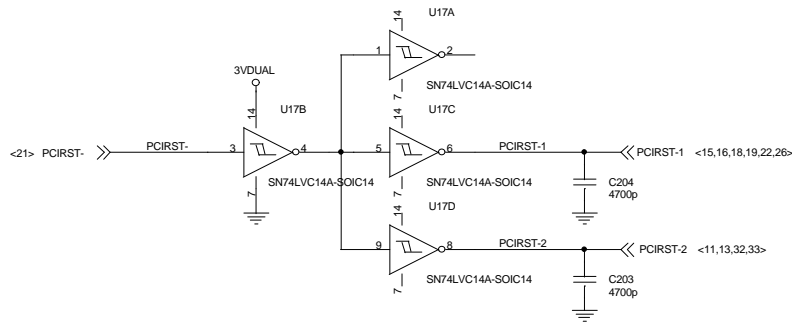 U17A
14
1
2
3VDUAL
SN74LVC14A-SOIC14
7
U17B
U17C
14
14
<21> PCIRST-
PCIRST-
3
4
5
6
PCIRST-1
PCIRST-1 <15,16,18,19,22,26>
7
SN74LVC14A-SOIC14
SN74LVC14A-SOIC14
7
C204
4700p
U17D
14
9
8
PCIRST-2
PCIRST-2 <11,13,32,33>
SN74LVC14A-SOIC14
7
C203
4700p